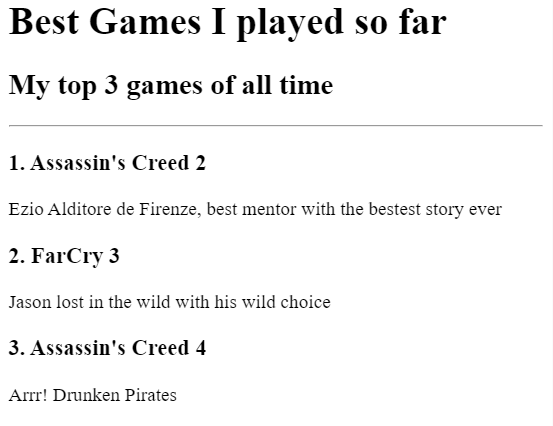 Best Games I played so far
My top 3 games of all time
1. Assassin's Creed 2
Ezio Alditore de Firenze, best mentor with the bestest story ever
2. FarCry 3
Jason lost in the wild with his wild choice
3. Assassin's Creed 4
Arrr! Drunken Pirates